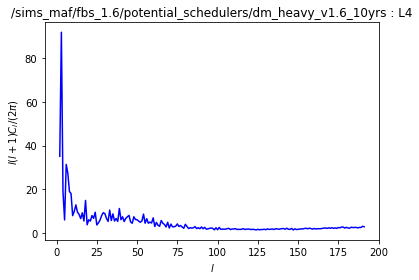 /sims_maf/fbs_1.6/potential_schedulers/dm_heavy_v1.6_10yrs : L4
80
60
40
20
0
l(l + 1)C_l/(2π)
0 25 50 75 100 125 150 175 200
l